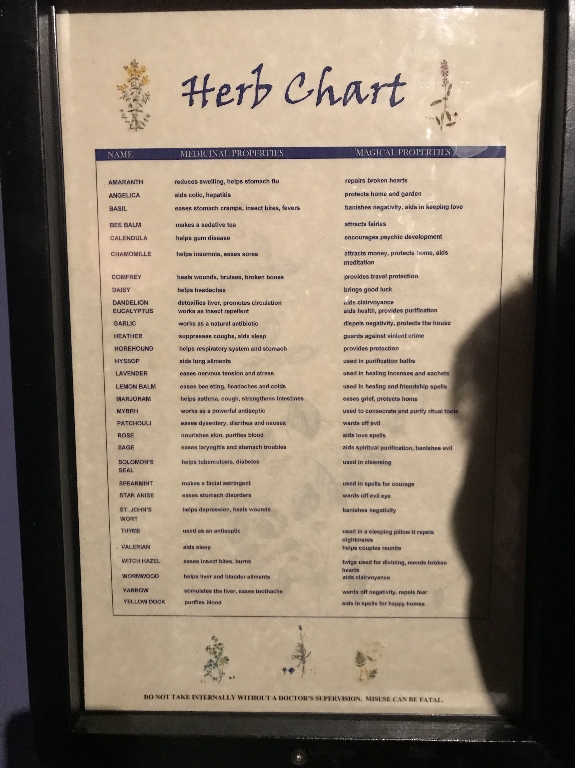 Herb Chart
NAME MEDICINAL PROPERTIES MAGICAL PROPERTIES
AMARANTH reduces swelling, helps stomach flu repairs broken hearts
ANGELICA aids colic, hepatitis protects home and garden
BASIL eases stomach cramps, insect bites, fevers banishes negativity, aids in keeping love
BEE BALM makes a sedative tea attracts fairies
CALENDULA helps gum disease encourages psychic development
CHAMOMILLE helps insomnia, eases sores attracts money, protects home, aids
meditation
COMFREY heals wounds, bruises, broken bones provides travel protection
DAISY helps headaches brings good luck
DANDELION detoxifies liver, promotes circulation aids clairvoyance
EUCALYPTUS works as insect repellent aids health, provides purification
GARLIC works as a natural antibiotic dispels negativity, protects the house
HEATHER suppresses coughs, aids sleep guards against violent crime
HOREHOUND helps respiratory system and stomach provides protection
HYSSOP aids lung ailments used in purification baths
LAVENDER eases nervous tension and stress used in healing incenses and sachets
LEMON BALM eases bee sting, headaches and colds used in healing and friendship spells
MARJORAM helps asthma, cough, strengthens intestines eases grief, protects home
MYRRH works as a powerful antiseptic used to consecrate and purify ritual tools
PATCHOULI eases dysentery, diarrhea and nausea wards off evil
ROSE nourishes skin, purifies blood aids love spells
SAGE eases laryngitis and stomach troubles aids spiritual purification, banishes evil
SOLOMON'S helps tuberculosis, diabetes used in cleansing
SEAL
SPEARMINT makes a facial astringent used in spells for courage
STAR ANISE eases stomach disorders wards off evil eye
ST. JOHN'S helps depression, heals wounds banishes negativity
WORT
THYME used as an antiseptic used in a sleeping pillow it repels
nightmares
VALERIAN aids sleep helps couples reunite
WITCH HAZEL eases insect bites, burns twigs used for divining, mends broken
hearts
WORMWOOD helps liver and bladder ailments aids clairvoyance
YARROW stimulates the liver, eases toothache wards off negativity, repels fear
YELLOW DOCK purifies blood aids in spells for happy homes
DO NOT TAKE INTERNALLY WITHOUT A DOCTOR'S SUPERVISION. MISUSE CAN BE FATAL.